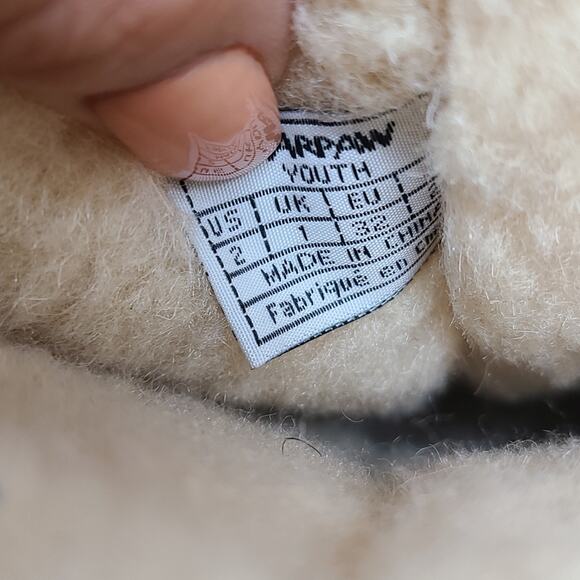 ARPAW
YOUTH
US UK EU
2 1 32
MADE IN CHINA
Fabriqué en